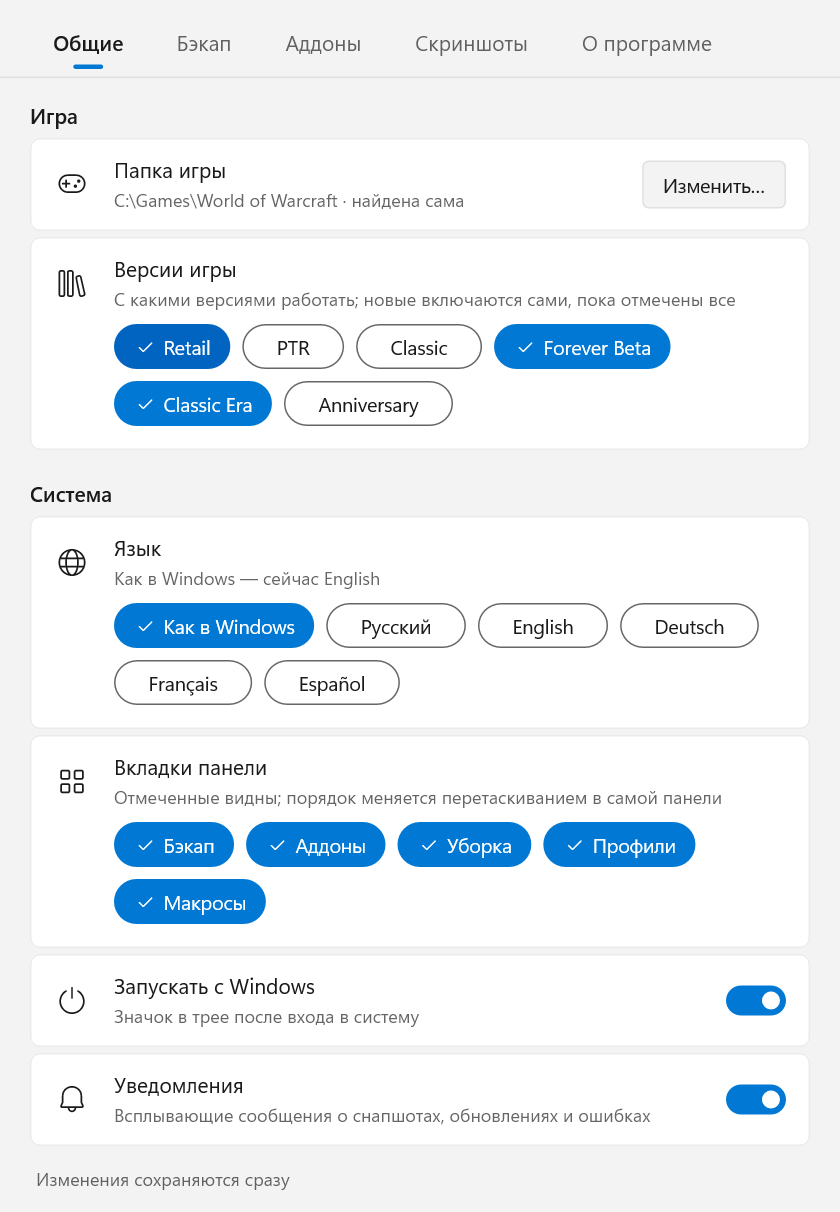 Общие Бэкап Аддоны Скриншоты О программе
Игра
Папка игры
C:\Games\World of Warcraft · найдена сама
Изменить...
Версии игры
С какими версиями работать; новые включаются сами, пока отмечены все
Retail PTR Classic Forever Beta
Classic Era Anniversary
Система
Язык
Как в Windows — сейчас English
Как в Windows Русский English Deutsch
Français Español
Вкладки панели
Отмеченные видны; порядок меняется перетаскиванием в самой панели
Бэкап Аддоны Уборка Профили
Макросы
Запускать с Windows
Значок в трее после входа в систему
Уведомления
Всплывающие сообщения о снапшотах, обновлениях и ошибках
Изменения сохраняются сразу